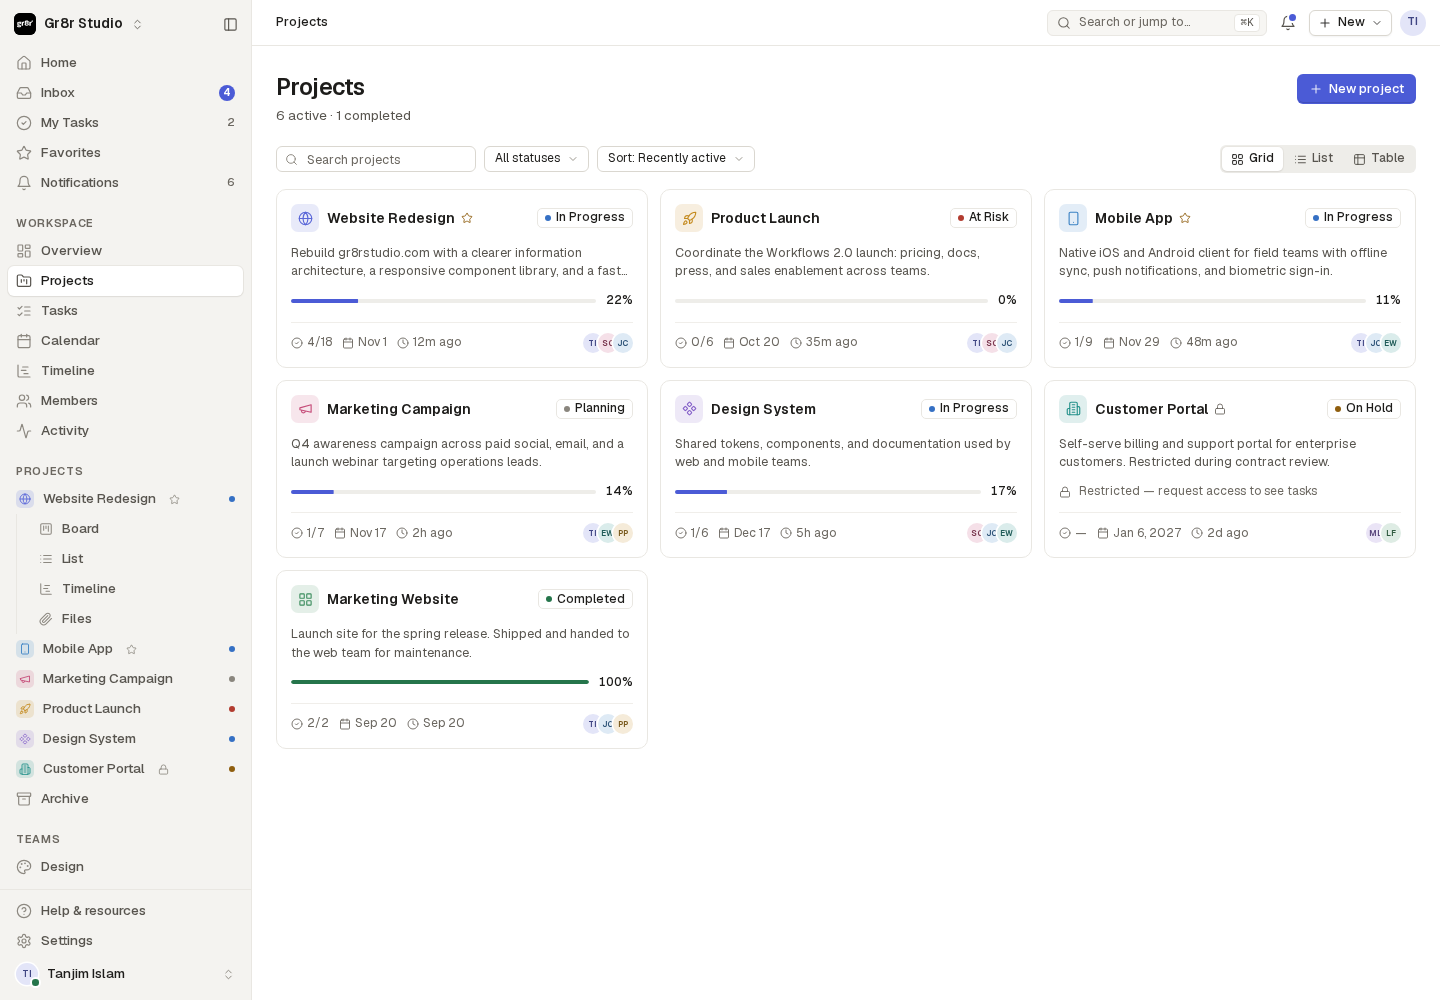 gr8r
Gr8r Studio
Home
Inbox
4
My Tasks
2
Favorites
Notifications
6
WORKSPACE
Overview
Projects
Tasks
Calendar
Timeline
Members
Activity
PROJECTS
Website Redesign
Board
List
Timeline
Files
Mobile App
Marketing Campaign
Product Launch
Design System
Customer Portal
Archive
TEAMS
Design
Help & resources
Settings
TI
Tanjim Islam
Projects
Search or jump to…
⌘K
New
TI
Projects
6 active · 1 completed
New project
Search projects
All statuses
Sort: Recently active
Grid
List
Table
Website Redesign
In Progress
Rebuild gr8rstudio.com with a clearer information
architecture, a responsive component library, and a fast…
22%
4/18 Nov 1 12m ago
TI SC JC
Product Launch
At Risk
Coordinate the Workflows 2.0 launch: pricing, docs,
press, and sales enablement across teams.
0%
0/6 Oct 20 35m ago
TI SC JC
Mobile App
In Progress
Native iOS and Android client for field teams with offline
sync, push notifications, and biometric sign-in.
11%
1/9 Nov 29 48m ago
TI JC EW
Marketing Campaign
Planning
Q4 awareness campaign across paid social, email, and a
launch webinar targeting operations leads.
14%
1/7 Nov 17 2h ago
TI EW PP
Design System
In Progress
Shared tokens, components, and documentation used by
web and mobile teams.
17%
1/6 Dec 17 5h ago
SC JC EW
Customer Portal
On Hold
Self-serve billing and support portal for enterprise
customers. Restricted during contract review.
Restricted — request access to see tasks
— Jan 6, 2027 2d ago
LF
Marketing Website
Completed
Launch site for the spring release. Shipped and handed to
the web team for maintenance.
100%
2/2 Sep 20 Sep 20
TI JC PP